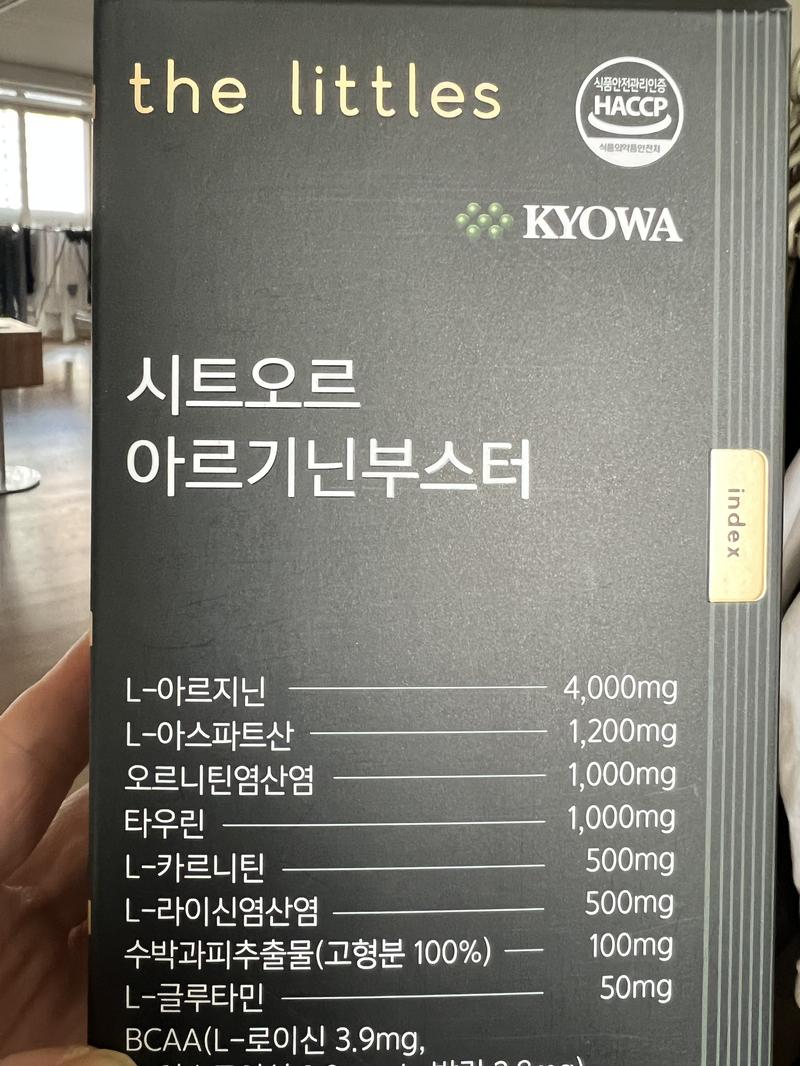 the littles
식품안전관리인증
HACCP
식품의약품안전처
KYOWA
시트오르
아르기닌부스터
index
L-아르지닌 4,000mg
L-아스파트산 1,200mg
오르니틴염산염 1,000mg
타우린 1,000mg
L-카르니틴 500mg
L-라이신염산염 500mg
수박과피추출물(고형분 100%) 100mg
L-글루타민 50mg
BCAA(L-로이신 3.9mg,